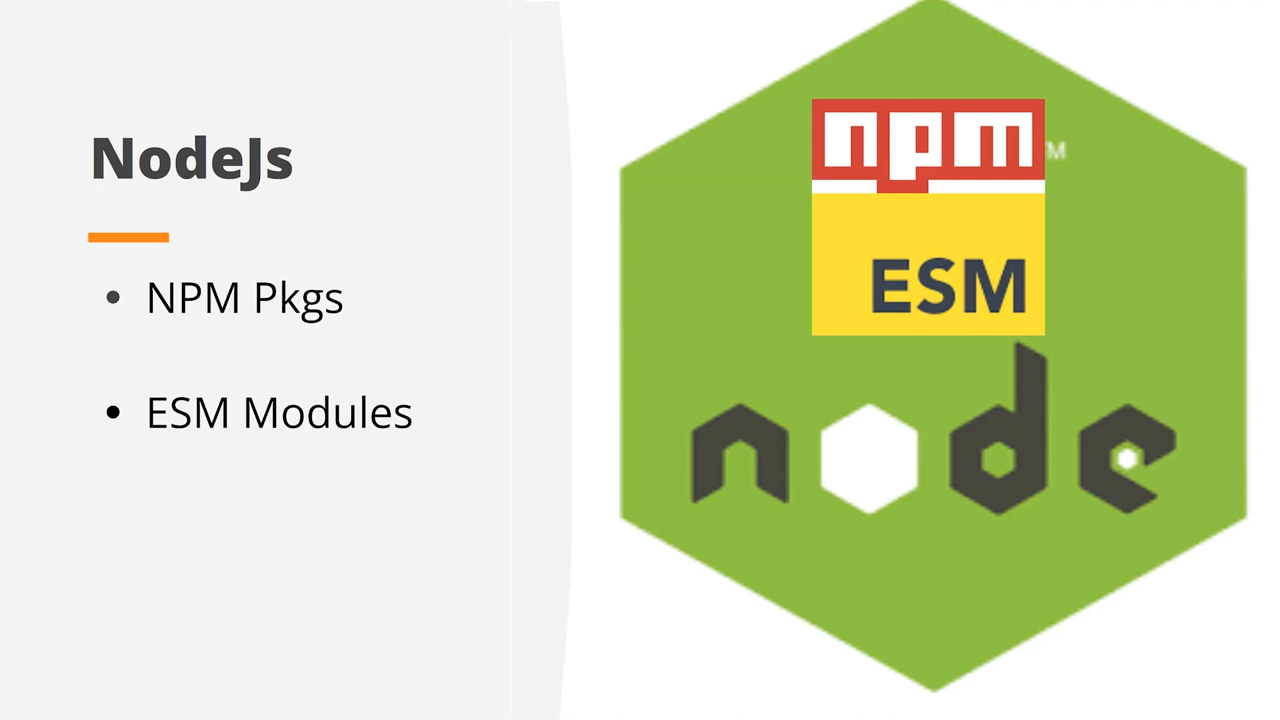 NodeJs
NPM Pkgs
ESM Modules
npm
TM
ESM
node